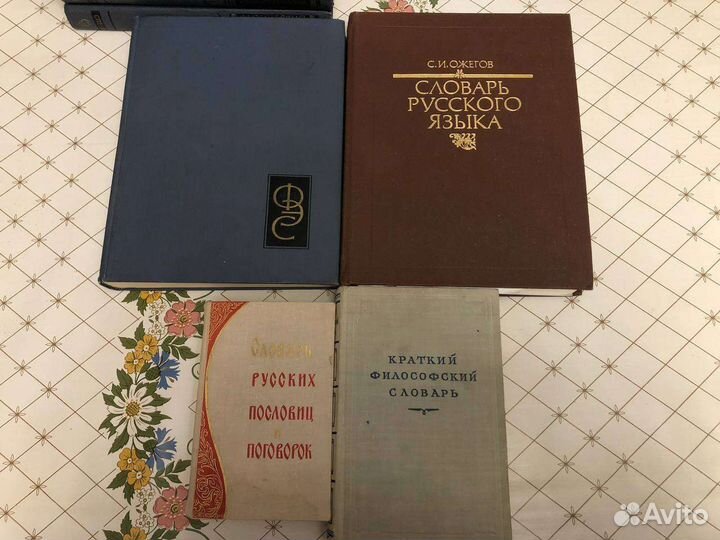 С.И.ОЖЕГОВ
СЛОВАРЬ
РУССКОГО
ЯЗЫКА
ФЭС
СЛОВАРЬ
РУССКИХ
ПОСЛОВИЦ
И
ПОГОВОРОК
КРАТКИЙ
ФИЛОСОФСКИЙ
СЛОВАРЬ
Avito